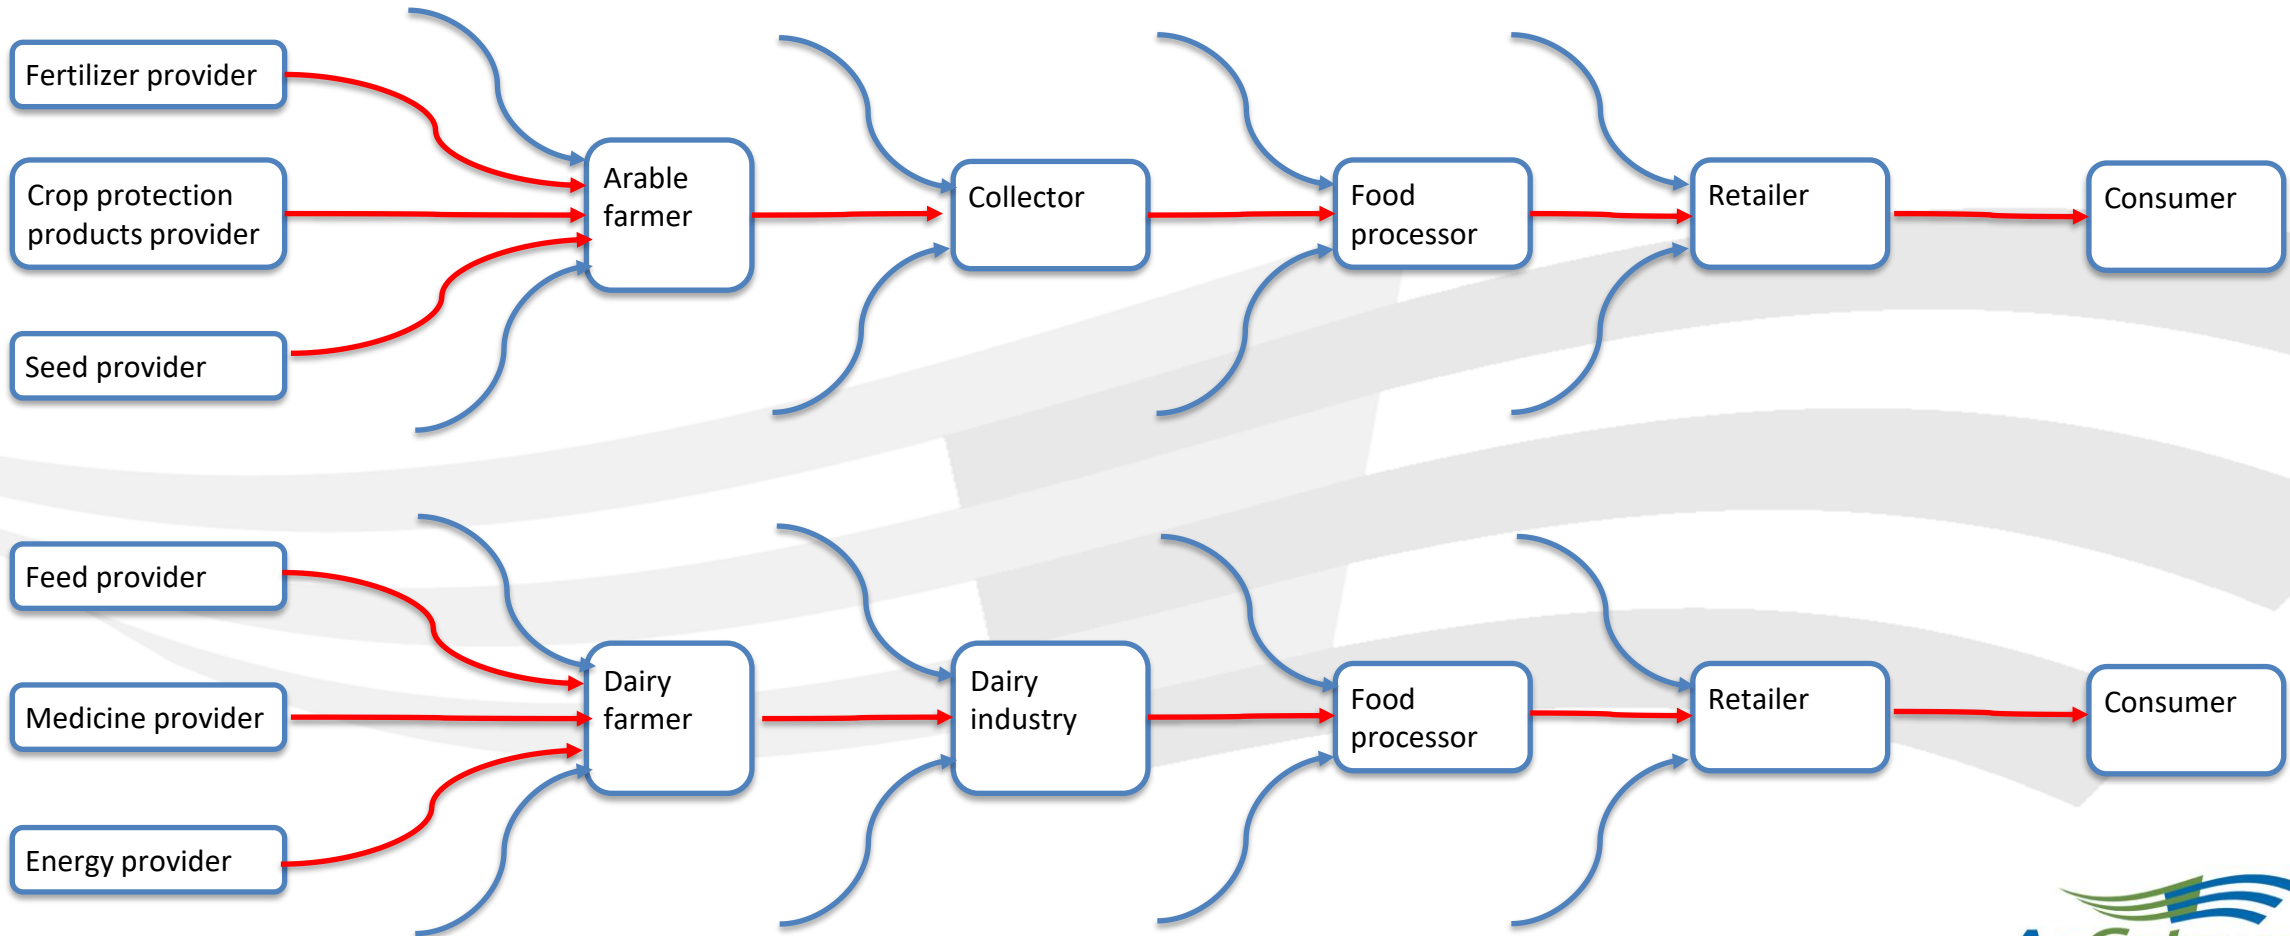 Fertilizer provider
Crop protection
products provider
Seed provider
Arable
farmer
Collector
Food
processor
Retailer
Consumer
Feed provider
Medicine provider
Energy provider
Dairy
farmer
Dairy
industry
Food
processor
Retailer
Consumer